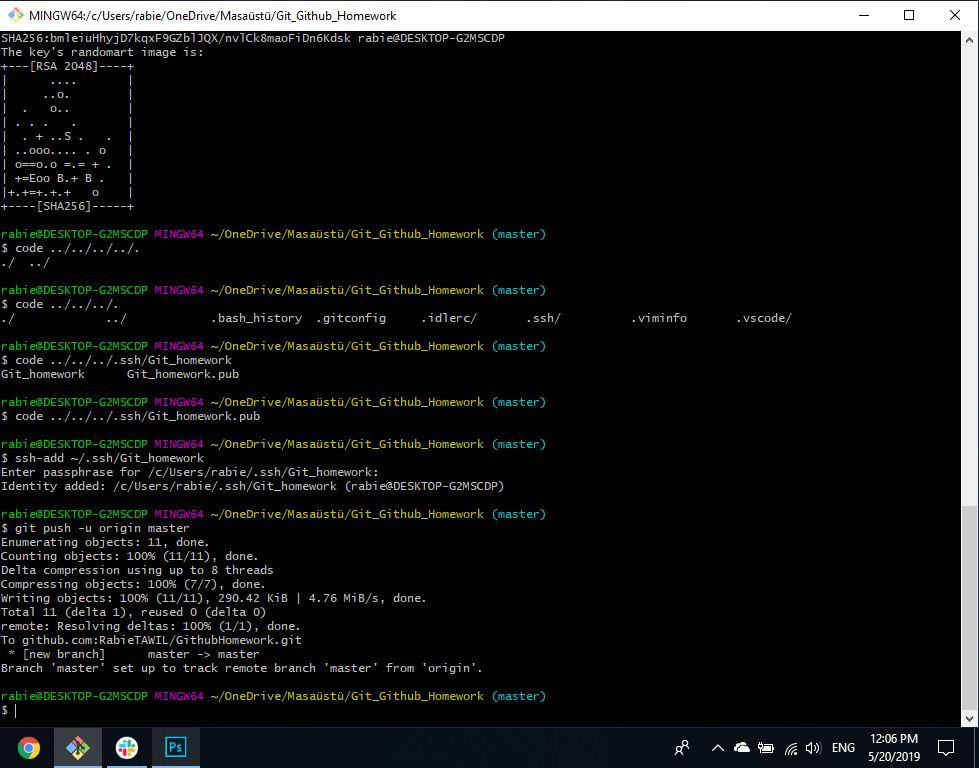 MINGW64:/c/Users/rabie/OneDrive/Masaüstü/Git_Github_Homework
SHA256:bmleiuHhyjD7kqxF9GZblJQX/nvlCk8maoFiDn6Kdsk rabie@DESKTOP-G2MSCDP
The key's randomart image is:
+---[RSA 2048]----+
|      ....       |
|     ..o.        |
|  .   o..        |
| . . .   .       |
|  . + ..S .   .  |
| ..ooo.... . o   |
| o==o.o =.= + .  |
| +=Eoo B.+ B .   |
|+.+=+.+.+   o    |
+----[SHA256]-----+
rabie@DESKTOP-G2MSCDP MINGW64 ~/OneDrive/Masaüstü/Git_Github_Homework (master)
$ code ../../../../.
./  ../
rabie@DESKTOP-G2MSCDP MINGW64 ~/OneDrive/Masaüstü/Git_Github_Homework (master)
$ code ../../../.
./             ../            .bash_history  .gitconfig     .idlerc/       .ssh/          .viminfo       .vscode/
rabie@DESKTOP-G2MSCDP MINGW64 ~/OneDrive/Masaüstü/Git_Github_Homework (master)
$ code ../../../.ssh/Git_homework
Git_homework      Git_homework.pub
rabie@DESKTOP-G2MSCDP MINGW64 ~/OneDrive/Masaüstü/Git_Github_Homework (master)
$ code ../../../.ssh/Git_homework.pub
rabie@DESKTOP-G2MSCDP MINGW64 ~/OneDrive/Masaüstü/Git_Github_Homework (master)
$ ssh-add ~/.ssh/Git_homework
Enter passphrase for /c/Users/rabie/.ssh/Git_homework:
Identity added: /c/Users/rabie/.ssh/Git_homework (rabie@DESKTOP-G2MSCDP)
rabie@DESKTOP-G2MSCDP MINGW64 ~/OneDrive/Masaüstü/Git_Github_Homework (master)
$ git push -u origin master
Enumerating objects: 11, done.
Counting objects: 100% (11/11), done.
Delta compression using up to 8 threads
Compressing objects: 100% (7/7), done.
Writing objects: 100% (11/11), 290.42 KiB | 4.76 MiB/s, done.
Total 11 (delta 1), reused 0 (delta 0)
remote: Resolving deltas: 100% (1/1), done.
To github.com:RabieTAWIL/GithubHomework.git
 * [new branch]      master -> master
Branch 'master' set up to track remote branch 'master' from 'origin'.
rabie@DESKTOP-G2MSCDP MINGW64 ~/OneDrive/Masaüstü/Git_Github_Homework (master)
$
Ps
ENG
12:06 PM
5/20/2019